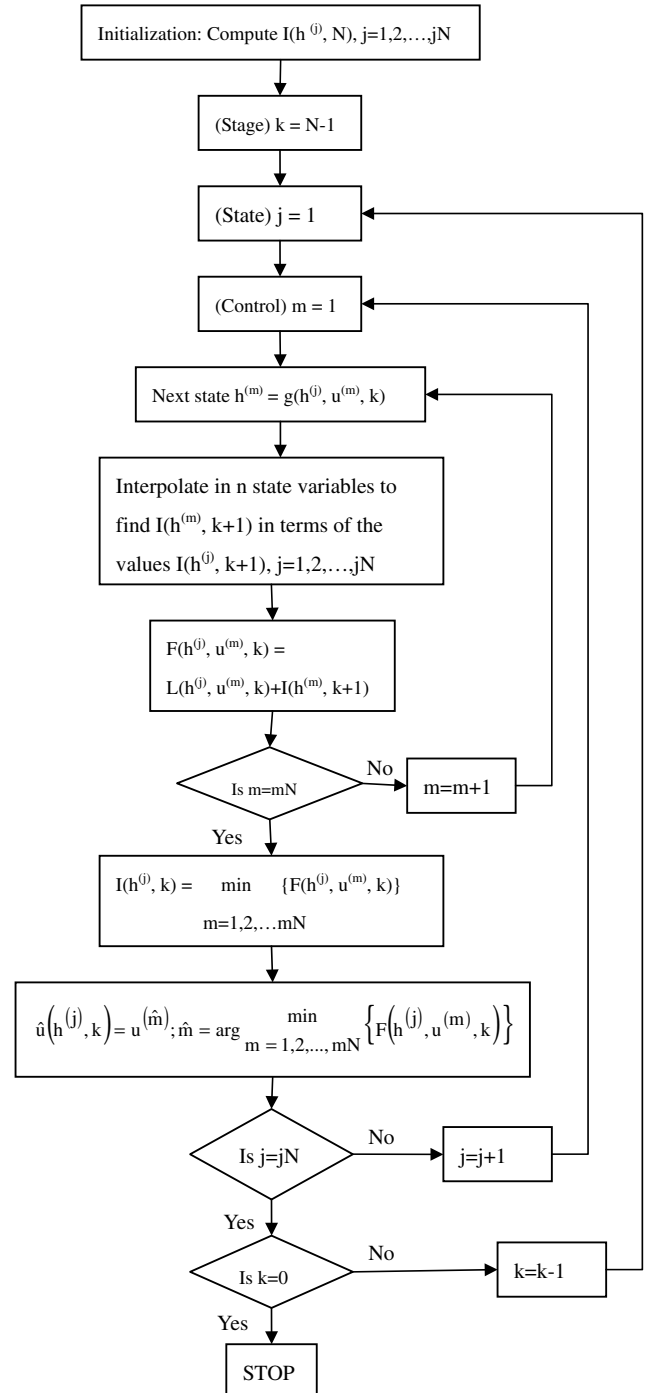 Initialization: Compute I(h ⁽ʲ⁾, N), j=1,2,…,jN
(Stage) k = N-1
(State) j = 1
(Control) m = 1
Next state h⁽ᵐ⁾ = g(h⁽ʲ⁾, u⁽ᵐ⁾, k)
Interpolate in n state variables to
find I(h⁽ᵐ⁾, k+1) in terms of the
values I(h⁽ʲ⁾, k+1), j=1,2,…,jN
F(h⁽ʲ⁾, u⁽ᵐ⁾, k) =
L(h⁽ʲ⁾, u⁽ᵐ⁾, k)+I(h⁽ᵐ⁾, k+1)
Is m=mN
No
m=m+1
Yes
I(h⁽ʲ⁾, k) = min {F(h⁽ʲ⁾, u⁽ᵐ⁾, k)}
m=1,2,…mN
û(h⁽ʲ⁾, k) = u⁽ᵐ̂⁾; m̂ = arg min {F(h⁽ʲ⁾, u⁽ᵐ⁾, k)}
m = 1,2,..., mN
Is j=jN
No
j=j+1
Yes
Is k=0
No
k=k-1
Yes
STOP